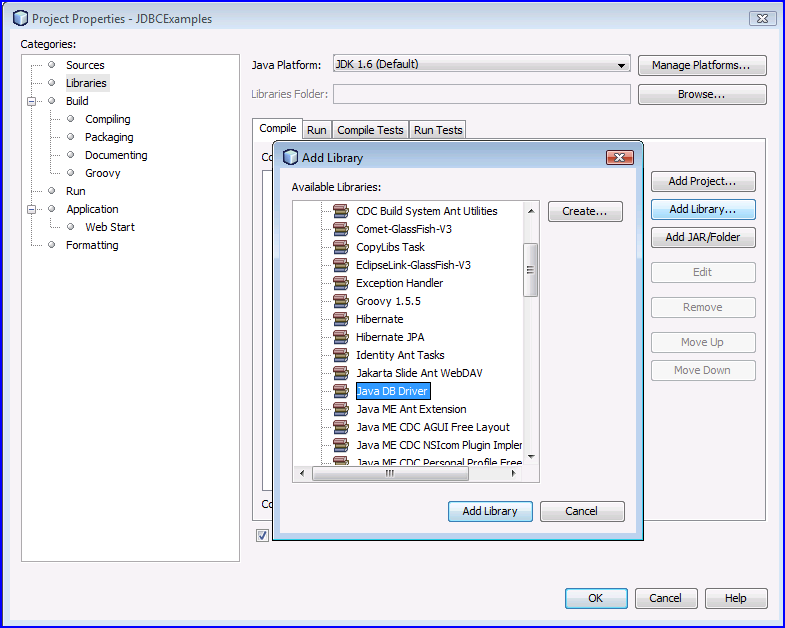 Project Properties - JDBCExamples
Categories:
Sources
Libraries
Build
Compiling
Packaging
Documenting
Groovy
Run
Application
Web Start
Formatting
Java Platform: JDK 1.6 (Default) Manage Platforms...
Libraries Folder: Browse...
Compile Run Compile Tests Run Tests
Add Library
Available Libraries:
CDC Build System Ant Utilities
Comet-GlassFish-V3
CopyLibs Task
EclipseLink-GlassFish-V3
Exception Handler
Groovy 1.5.5
Hibernate
Hibernate JPA
Identity Ant Tasks
Jakarta Slide Ant WebDAV
Java DB Driver
Java ME Ant Extension
Java ME CDC AGUI Free Layout
Java ME CDC NSIcom Plugin Implem
Java ME CDC Personal Profile Free
Create...
Add Library Cancel
Add Project...
Add Library...
Add JAR/Folder
Edit
Remove
Move Up
Move Down
OK Cancel Help